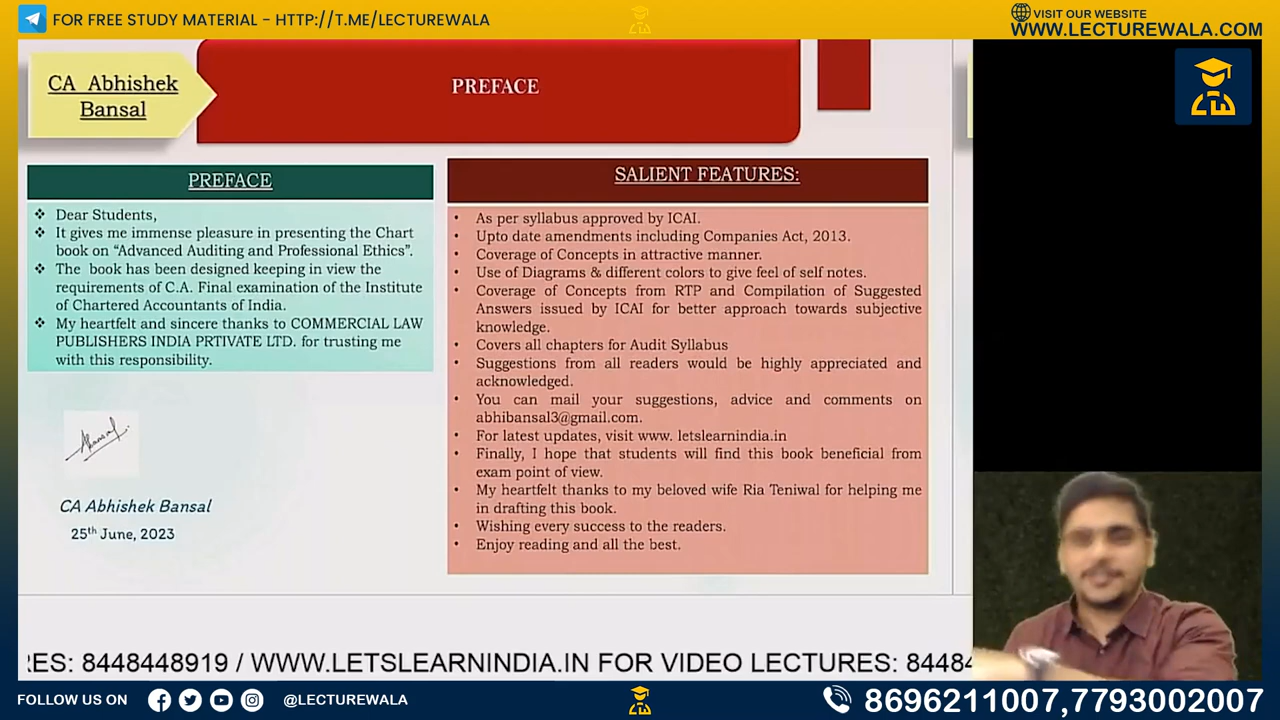 FOR FREE STUDY MATERIAL - HTTP://T.ME/LECTUREWALA
VISIT OUR WEBSITE
WWW.LECTUREWALA.COM
CA Abhishek
Bansal
PREFACE
PREFACE
❖ Dear Students,
❖ It gives me immense pleasure in presenting the Chart
book on “Advanced Auditing and Professional Ethics”.
❖ The book has been designed keeping in view the
requirements of C.A. Final examination of the Institute
of Chartered Accountants of India.
❖ My heartfelt and sincere thanks to COMMERCIAL LAW
PUBLISHERS INDIA PRTIVATE LTD. for trusting me
with this responsibility.
CA Abhishek Bansal
25th June, 2023
SALIENT FEATURES:
• As per syllabus approved by ICAI.
• Upto date amendments including Companies Act, 2013.
• Coverage of Concepts in attractive manner.
• Use of Diagrams & different colors to give feel of self notes.
• Coverage of Concepts from RTP and Compilation of Suggested
Answers issued by ICAI for better approach towards subjective
knowledge.
• Covers all chapters for Audit Syllabus
• Suggestions from all readers would be highly appreciated and
acknowledged.
• You can mail your suggestions, advice and comments on
abhibansal3@gmail.com.
• For latest updates, visit www. letslearnindia.in
• Finally, I hope that students will find this book beneficial from
exam point of view.
• My heartfelt thanks to my beloved wife Ria Teniwal for helping me
in drafting this book.
• Wishing every success to the readers.
• Enjoy reading and all the best.
RES: 8448448919 / WWW.LETSLEARNINDIA.IN FOR VIDEO LECTURES: 84484
FOLLOW US ON
@LECTUREWALA
8696211007,7793002007